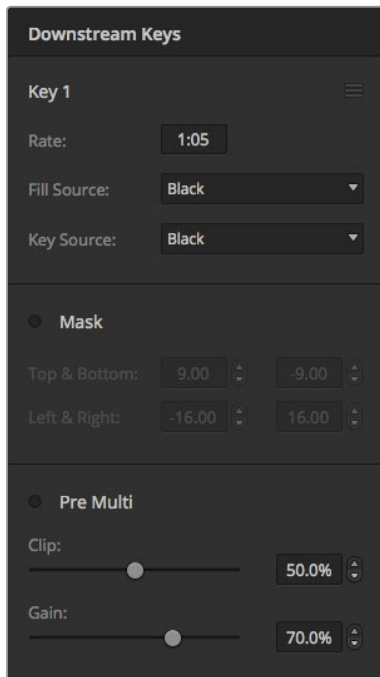 Downstream Keys
Key 1
Rate: 1:05
Fill Source: Black
Key Source: Black
Mask
Top & Bottom: 9.00 -9.00
Left & Right: -16.00 16.00
Pre Multi
Clip:
50.0%
Gain:
70.0%